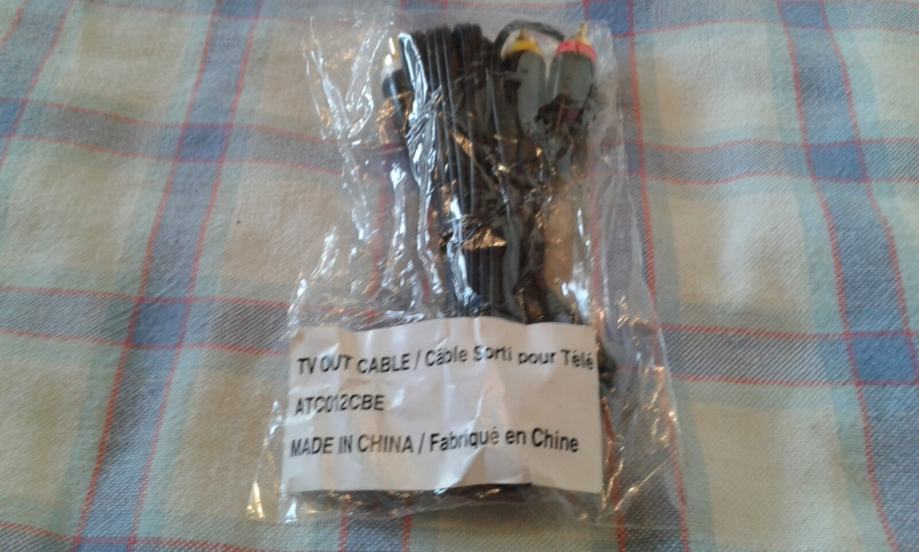 TV OUT CABLE / Câble Sorti pour Télé
ATC012CBE
MADE IN CHINA / Fabriqué en Chine